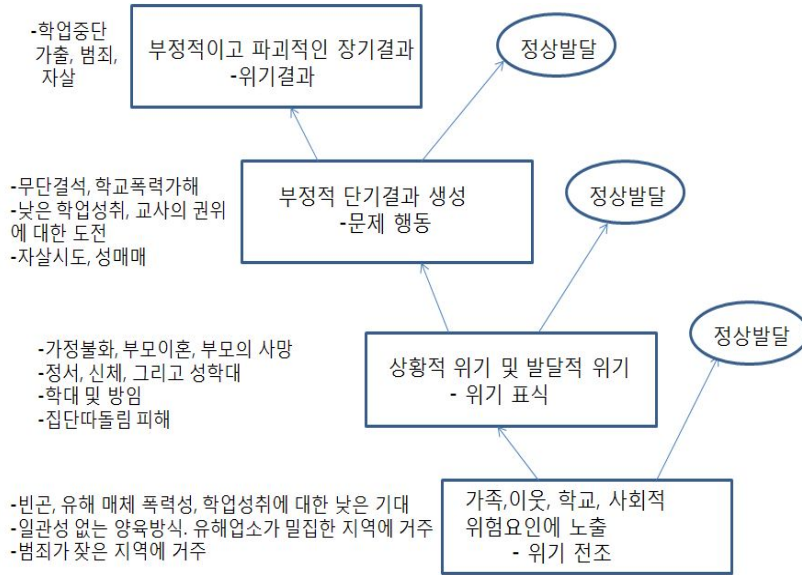 -학업중단
가출, 범죄,
자살
부정적이고 파괴적인 장기결과
-위기결과
정상발달
-무단결석, 학교폭력가해
-낮은 학업성취, 교사의 권위
에 대한 도전
-자살시도, 성매매
부정적 단기결과 생성
-문제 행동
정상발달
-가정불화, 부모이혼, 부모의 사망
-정서, 신체, 그리고 성학대
-학대 및 방임
-집단따돌림 피해
상황적 위기 및 발달적 위기
- 위기 표식
정상발달
-빈곤, 유해 매체 폭력성, 학업성취에 대한 낮은 기대
-일관성 없는 양육방식. 유해업소가 밀집한 지역에 거주
-범죄가 잦은 지역에 거주
가족,이웃, 학교, 사회적
위험요인에 노출
- 위기 전조